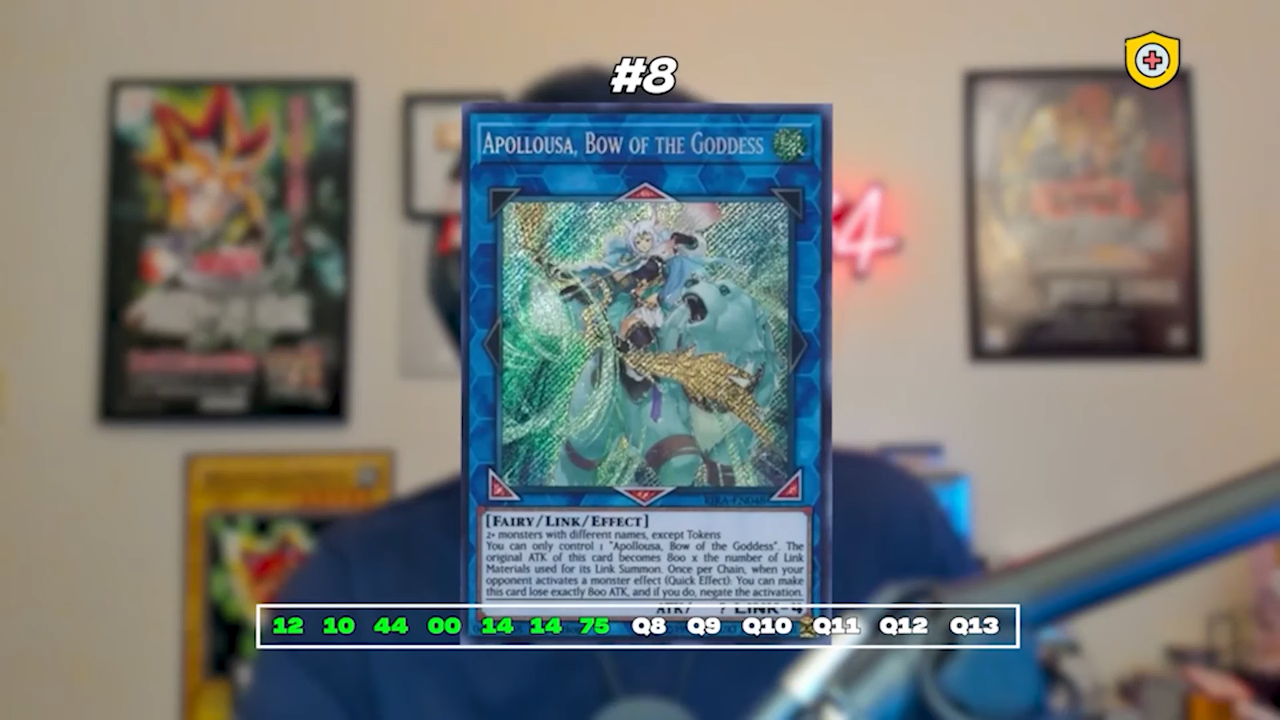 #8
APOLLOUSA, BOW OF THE GODDESS
4
[FAIRY/LINK/EFFECT]
2+ monsters with different names, except Tokens
You can only control 1 "Apollousa, Bow of the Goddess". The
original ATK of this card becomes 800 x the number of Link
Materials used for its Link Summon. Once per Chain, when your
opponent activates a monster effect (Quick Effect): You can make
this card lose exactly 800 ATK, and if you do, negate the activation.
ATK/ ? LINK-4
12 10 44 00 14 14 75 Q8 Q9 Q10 Q11 Q12 Q13